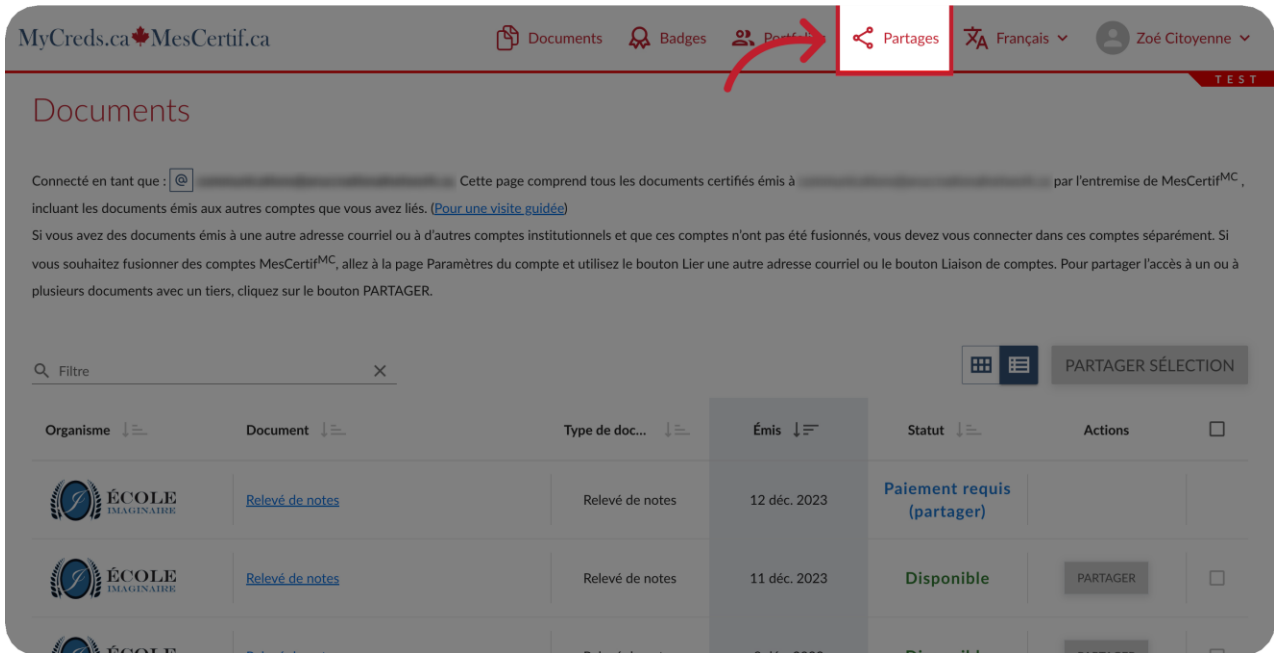 MyCreds.ca MesCertif.ca Documents Badges Portfolio Partages Français Zoé Citoyenne
TEST
Documents
Connecté en tant que : @ Cette page comprend tous les documents certifiés émis à par l'entremise de MesCertifMC ,
incluant les documents émis aux autres comptes que vous avez liés. (Pour une visite guidée)
Si vous avez des documents émis à une autre adresse courriel ou à d'autres comptes institutionnels et que ces comptes n'ont pas été fusionnés, vous devez vous connecter dans ces comptes séparément. Si
vous souhaitez fusionner des comptes MesCertifMC, allez à la page Paramètres du compte et utilisez le bouton Lier une autre adresse courriel ou le bouton Liaison de comptes. Pour partager l'accès à un ou à
plusieurs documents avec un tiers, cliquez sur le bouton PARTAGER.
Filtre PARTAGER SÉLECTION
Organisme Document Type de doc... Émis Statut Actions
ÉCOLE IMAGINAIRE Relevé de notes Relevé de notes 12 déc. 2023 Paiement requis (partager)
ÉCOLE IMAGINAIRE Relevé de notes Relevé de notes 11 déc. 2023 Disponible PARTAGER
ÉCOLE